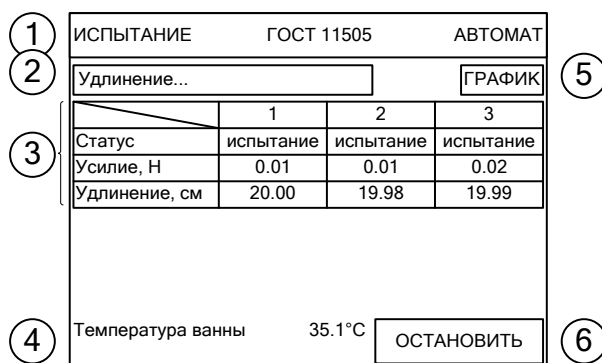 1 ИСПЫТАНИЕ ГОСТ 11505 АВТОМАТ
2 Удлинение... ГРАФИК 5
1 2 3
Статус испытание испытание испытание
3 Усилие, Н 0.01 0.01 0.02
Удлинение, см 20.00 19.98 19.99
4 Температура ванны 35.1°C ОСТАНОВИТЬ 6